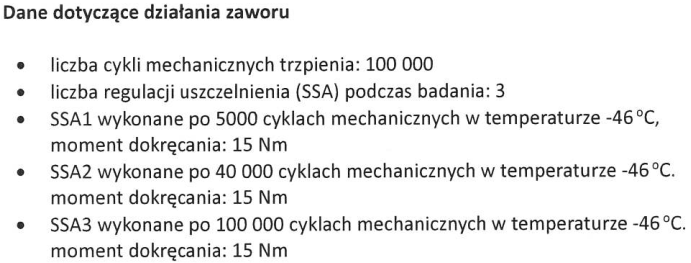 Dane dotyczące działania zaworu
• liczba cykli mechanicznych trzpienia: 100 000
• liczba regulacji uszczelnienia (SSA) podczas badania: 3
• SSA1 wykonane po 5000 cyklach mechanicznych w temperaturze -46 °C,
moment dokręcania: 15 Nm
• SSA2 wykonane po 40 000 cyklach mechanicznych w temperaturze -46 °C.
moment dokręcania: 15 Nm
• SSA3 wykonane po 100 000 cyklach mechanicznych w temperaturze -46 °C.
moment dokręcania: 15 Nm